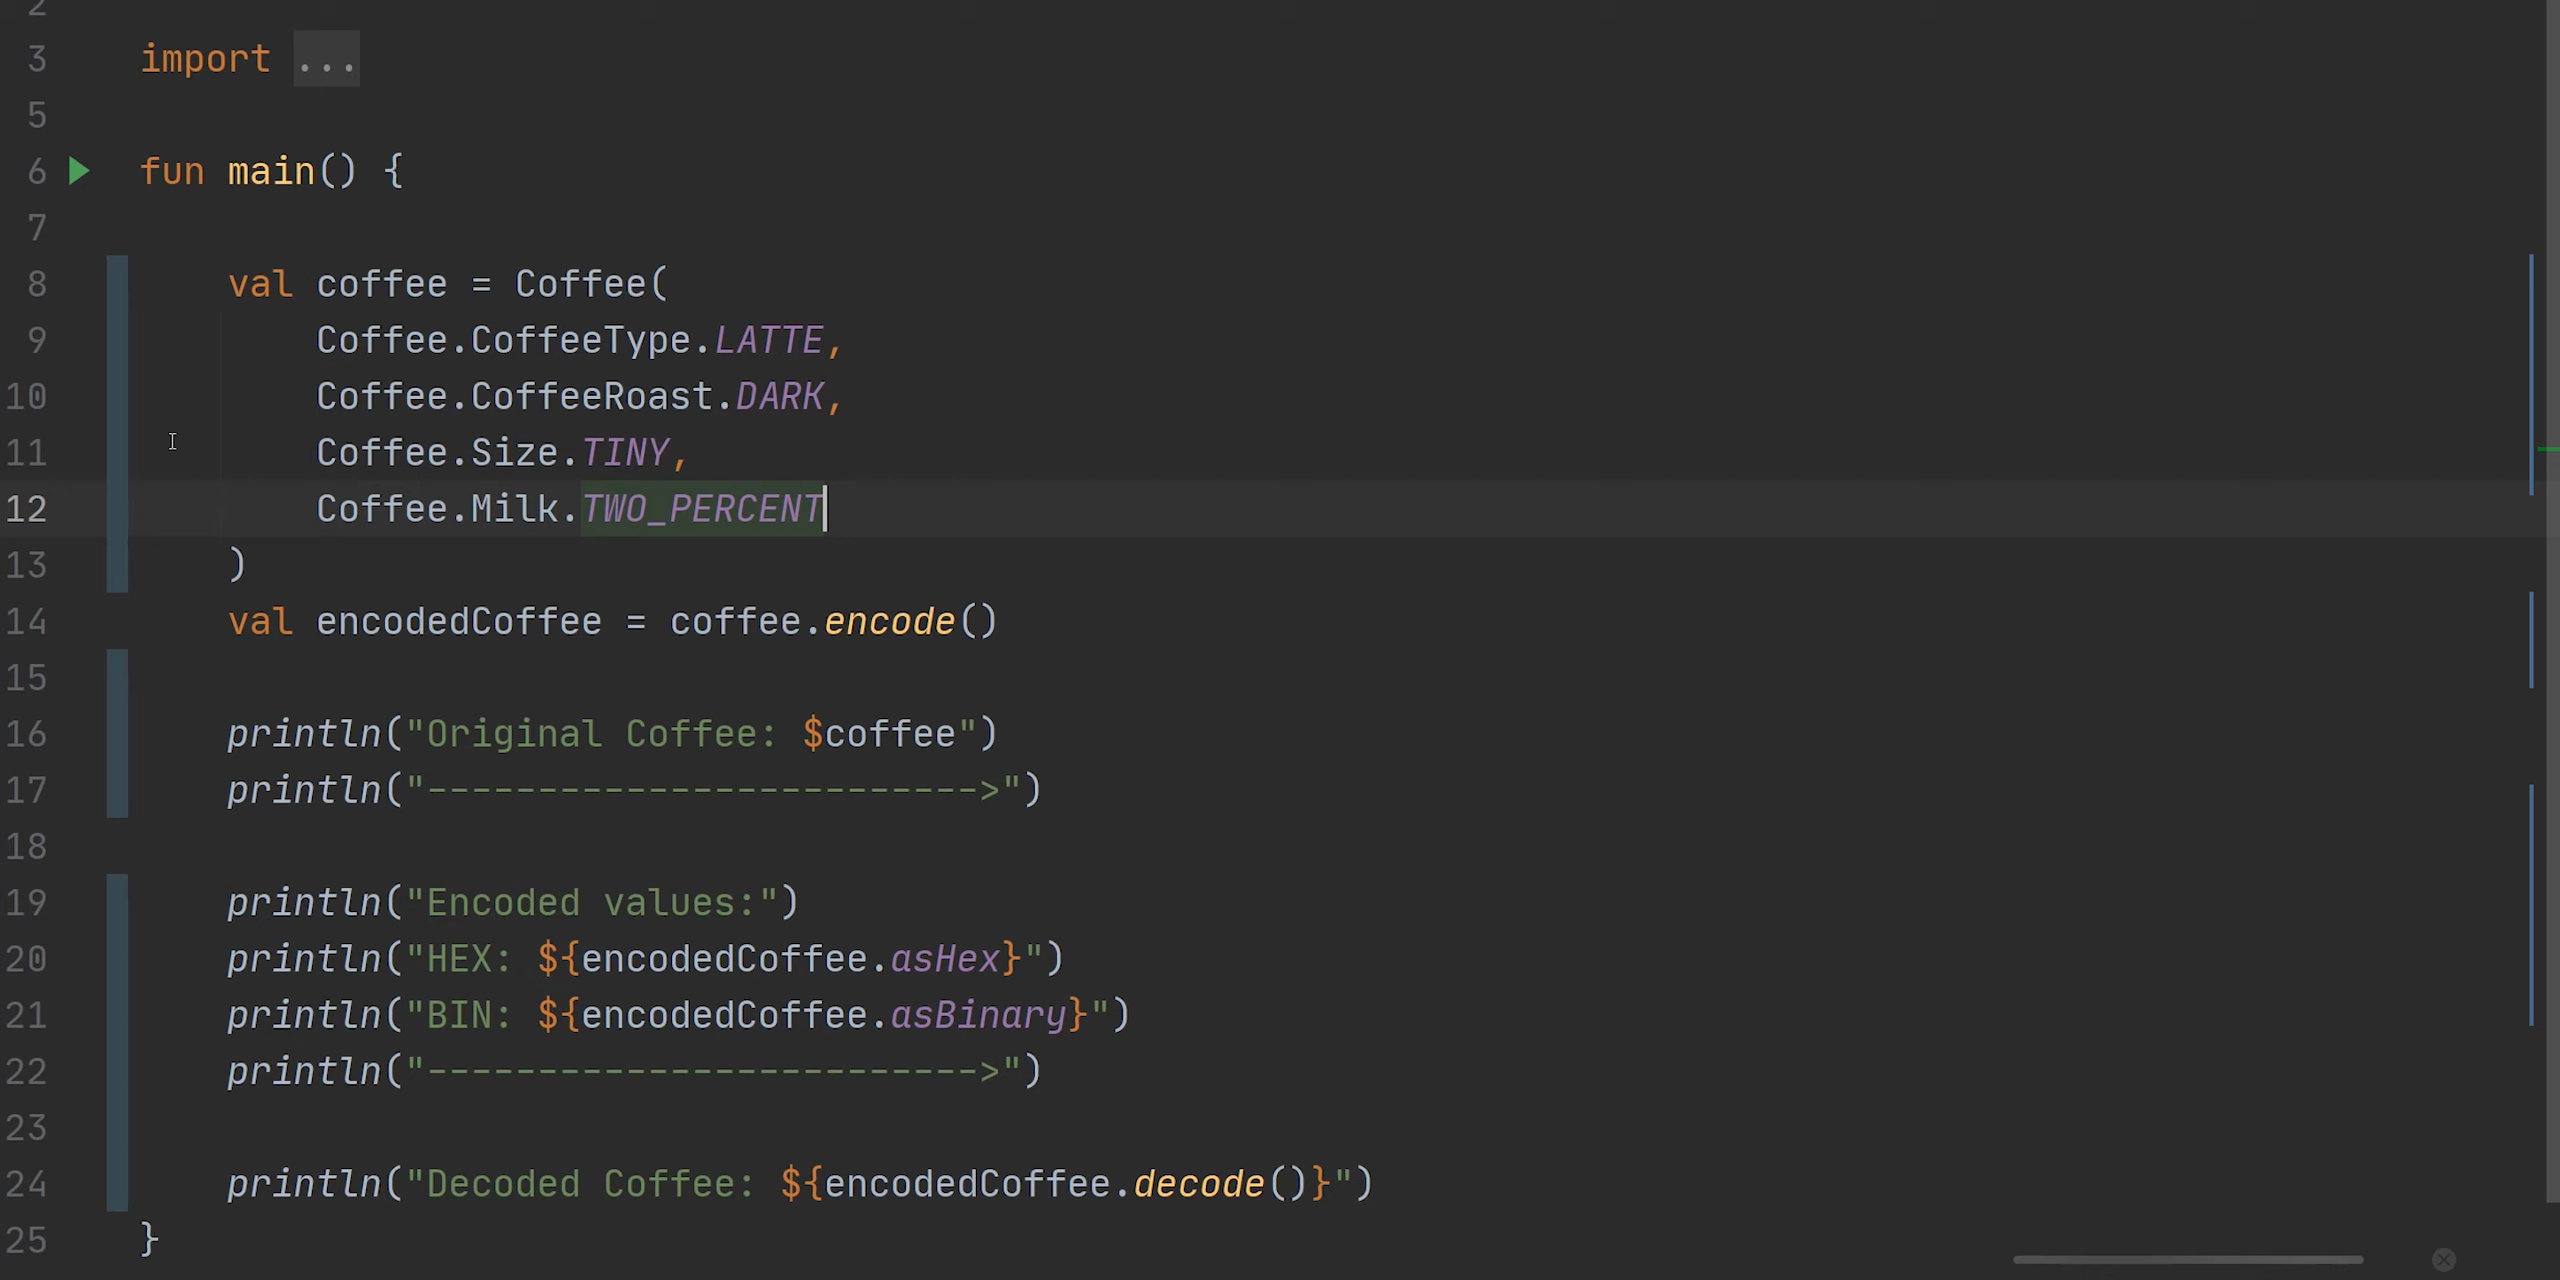 2
3 import ...
5
6 fun main() {
7
8 val coffee = Coffee(
9 Coffee.CoffeeType.LATTE,
10 Coffee.CoffeeRoast.DARK,
11 Coffee.Size.TINY,
12 Coffee.Milk.TWO_PERCENT
13 )
14 val encodedCoffee = coffee.encode()
15
16 println("Original Coffee: $coffee")
17 println("------------------------->")
18
19 println("Encoded values:")
20 println("HEX: ${encodedCoffee.asHex}")
21 println("BIN: ${encodedCoffee.asBinary}")
22 println("------------------------->")
23
24 println("Decoded Coffee: ${encodedCoffee.decode()}")
25 }